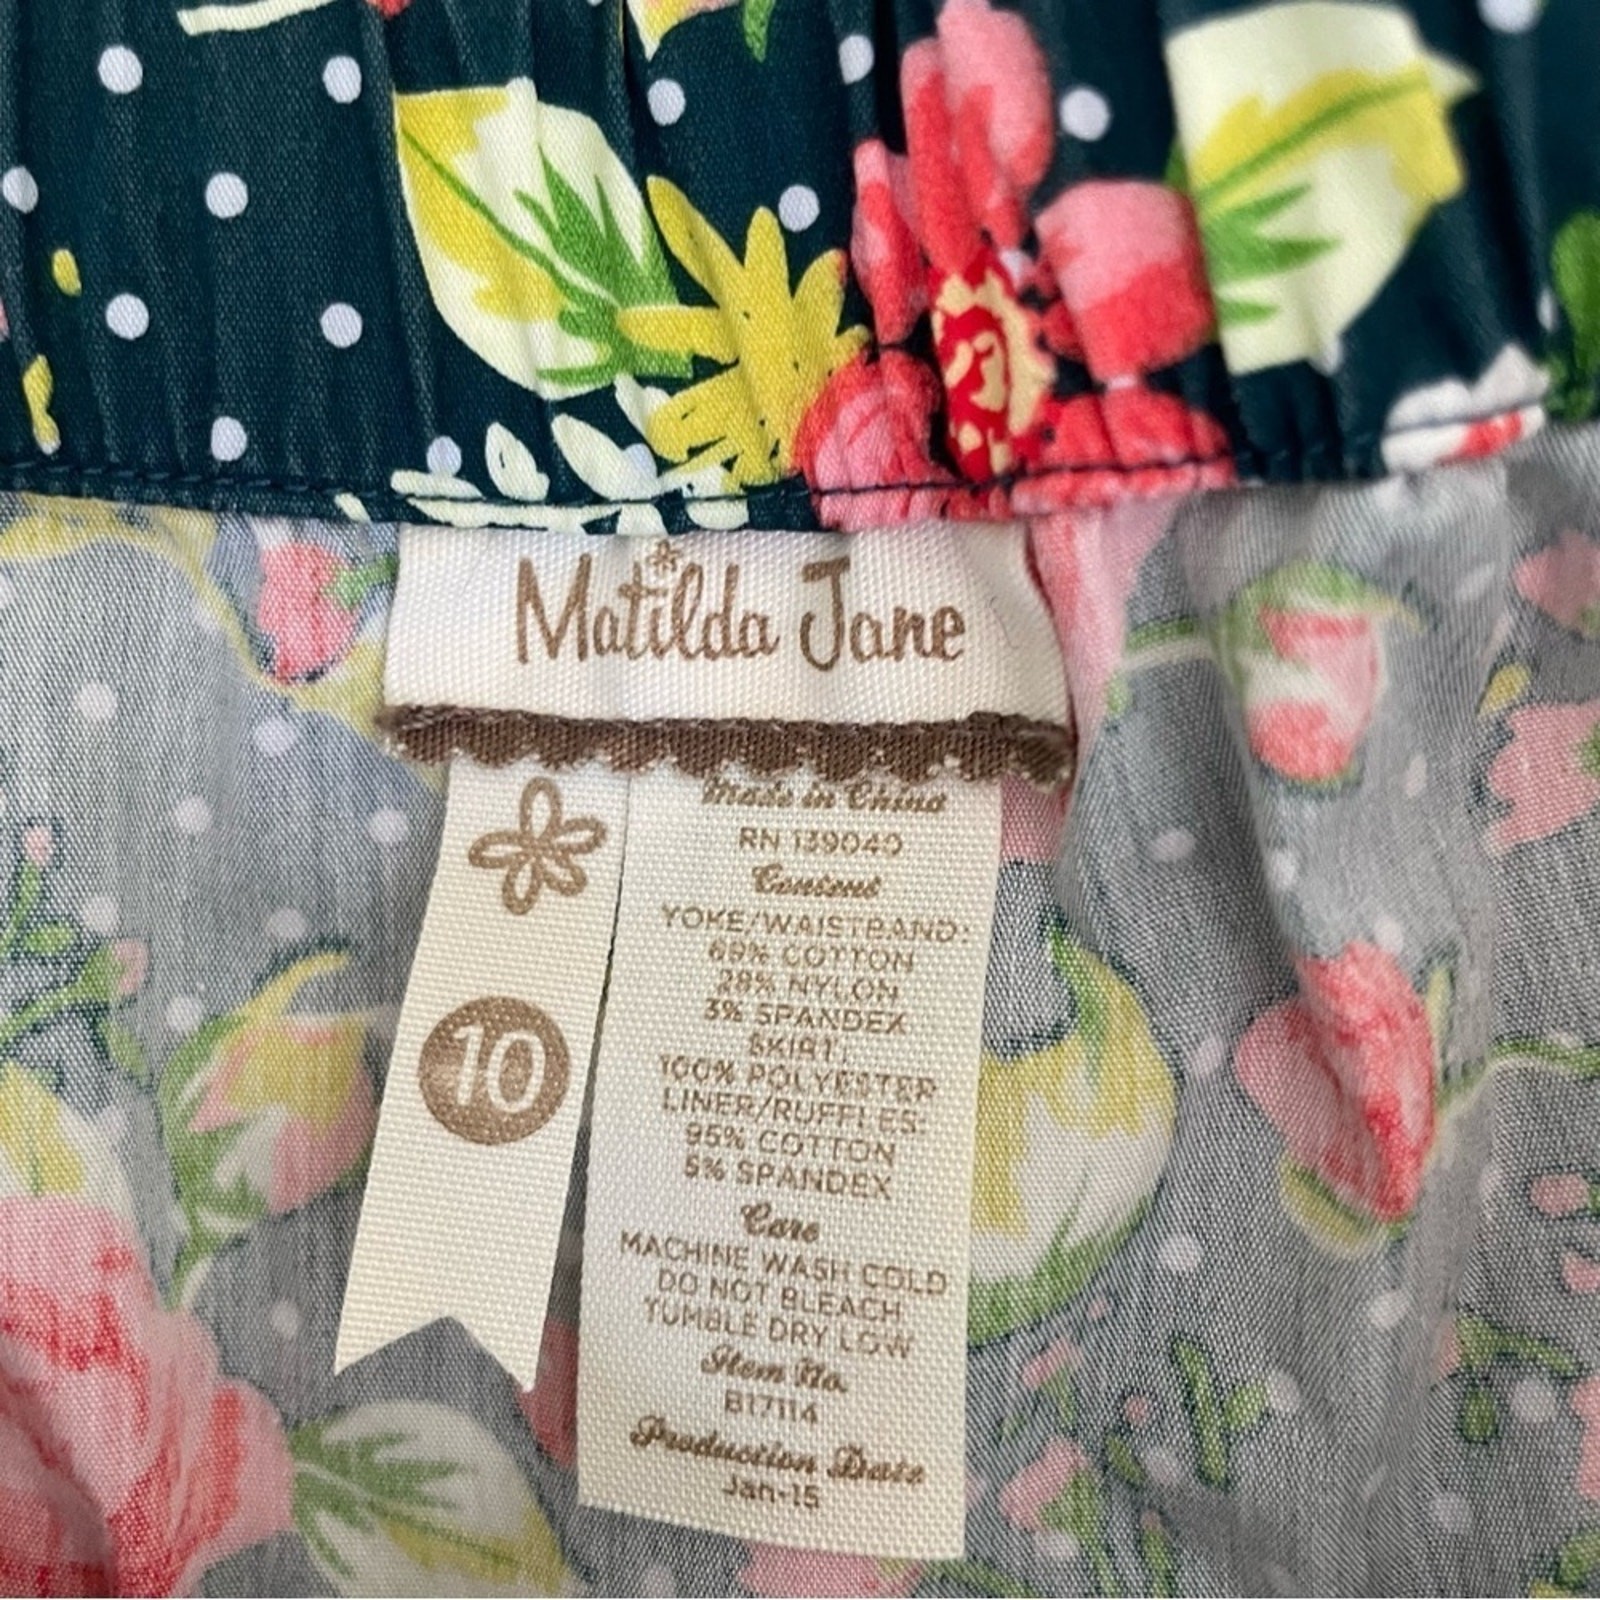 Matilda Jane
10
Made in China
RN 139040
Content
YOKE/WAISTBAND:
69% COTTON
28% NYLON
3% SPANDEX
SKIRT:
100% POLYESTER
LINER/RUFFLES:
95% COTTON
5% SPANDEX
Care
MACHINE WASH COLD
DO NOT BLEACH
TUMBLE DRY LOW
Item No.
B17114
Production Date
Jan-15